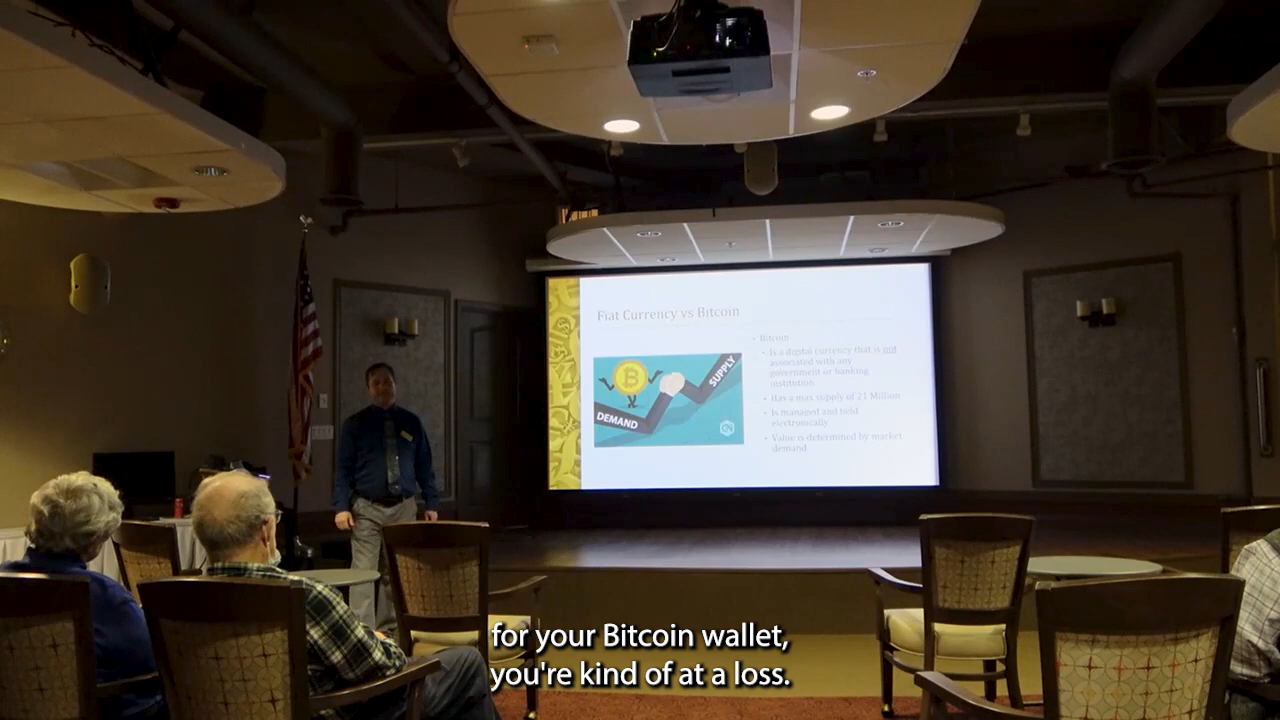 Fiat Currency vs Bitcoin
• Bitcoin
• Is a digital currency that is not
associated with any
government or banking
institution
• Has a max supply of 21 Million
• Is managed and held
electronically
• Value is determined by market
demand
DEMAND
SUPPLY
for your Bitcoin wallet,
you're kind of at a loss.